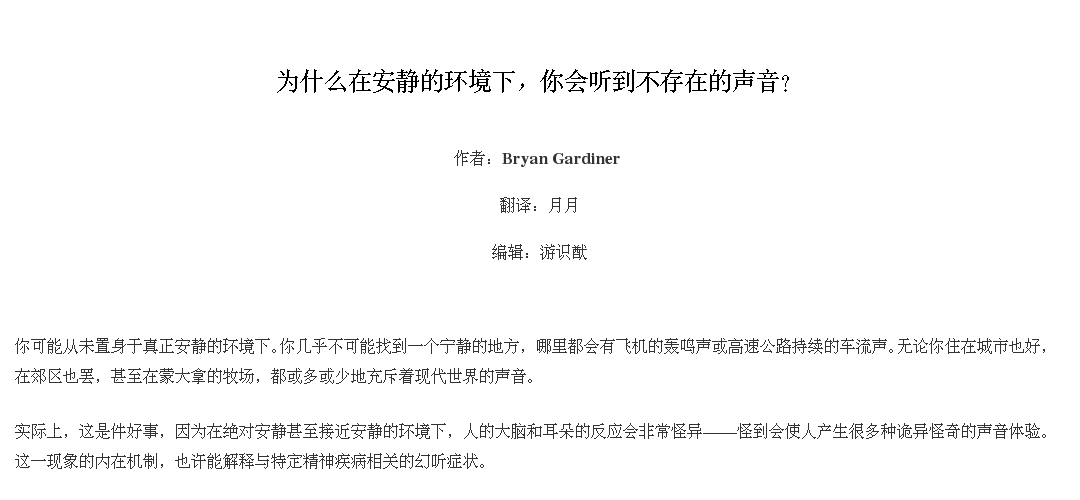 为什么在安静的环境下，你会听到不存在的声音？
作者：Bryan Gardiner
翻译：月月
编辑：游识猷
你可能从未置身于真正安静的环境下。你几乎不可能找到一个宁静的地方，哪里都会有飞机的轰鸣声或高速公路持续的车流声。无论你住在城市也好，
在郊区也罢，甚至在蒙大拿的牧场，都或多或少地充斥着现代世界的声音。
实际上，这是件好事，因为在绝对安静甚至接近安静的环境下，人的大脑和耳朵的反应会非常怪异——怪到会使人产生很多种诡异怪奇的声音体验。
这一现象的内在机制，也许能解释与特定精神疾病相关的幻听症状。